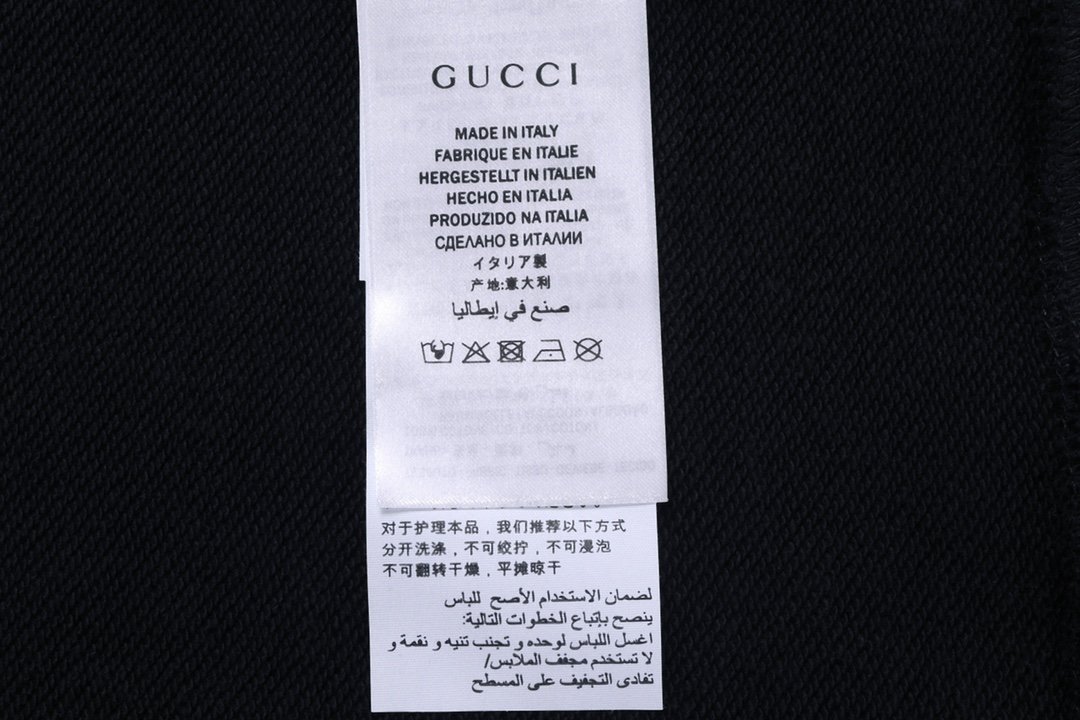 GUCCI
MADE IN ITALY
FABRIQUE EN ITALIE
HERGESTELLT IN ITALIEN
HECHO EN ITALIA
PRODUZIDO NA ITALIA
СДЕЛАНО В ИТАЛИИ
イタリア製
产地:意大利
صنع في إيطاليا
对于护理本品，我们推荐以下方式
分开洗涤，不可绞拧，不可浸泡
不可翻转干燥，平摊晾干
لضمان الاستخدام الأصح للباس
ينصح بإتباع الخطوات التالية:
اغسل اللباس لوحده و تجنب تنيه و نقمة و
لا تستخدم مجفف الملابس/
تفادى التجفيف على المسطح